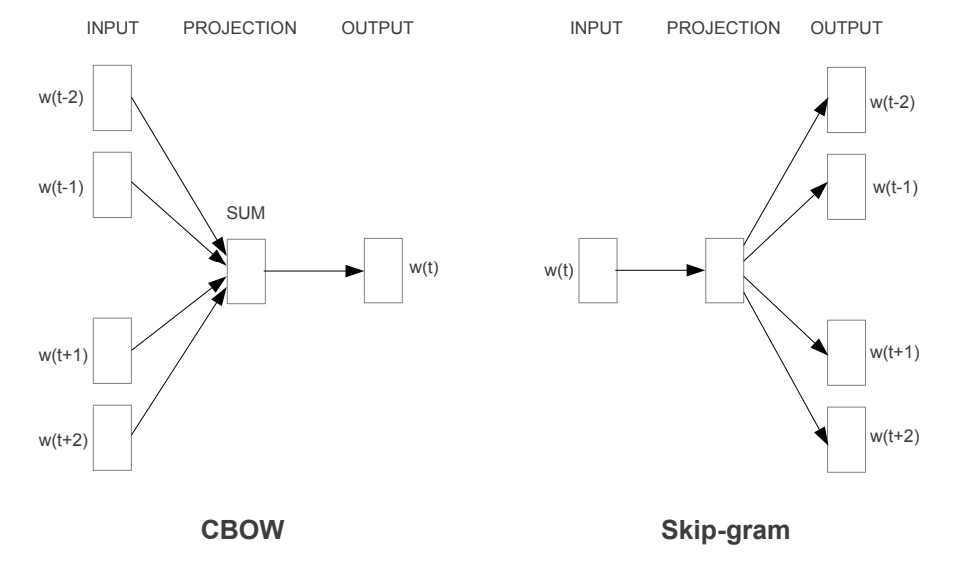 INPUT PROJECTION OUTPUT
w(t-2)
w(t-1)
SUM
w(t)
w(t+1)
w(t+2)
CBOW
INPUT PROJECTION OUTPUT
w(t-2)
w(t-1)
w(t)
w(t+1)
w(t+2)
Skip-gram